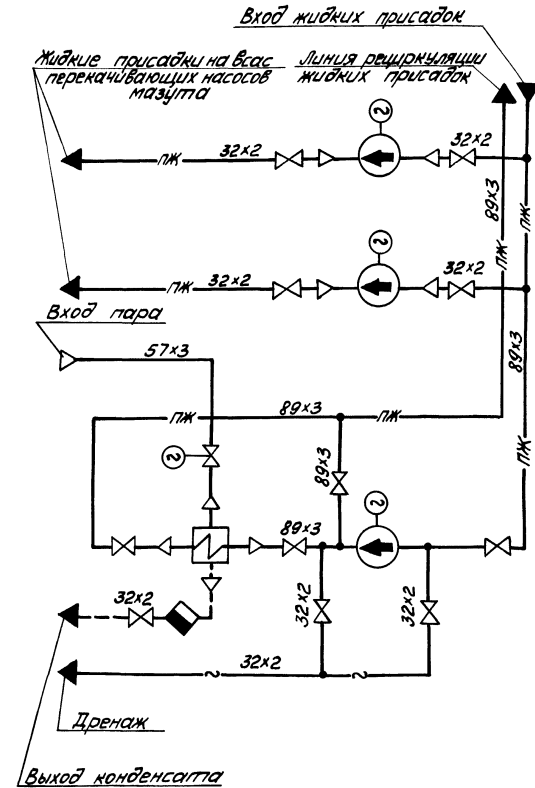 Вход жидких присадок
Жидкие присадки на всас
перекачивающих насосов
мазута
Линия рециркуляции
жидких присадок
32×2
32×2
ПЖ
89×3
ПЖ
ПЖ
32×2
32×2
ПЖ
Вход пара
57×3
89×3
ПЖ
89×3
ПЖ
ПЖ
89×3
89×3
32×2
32×2
32×2
32×2
Дренаж
Выход конденсата